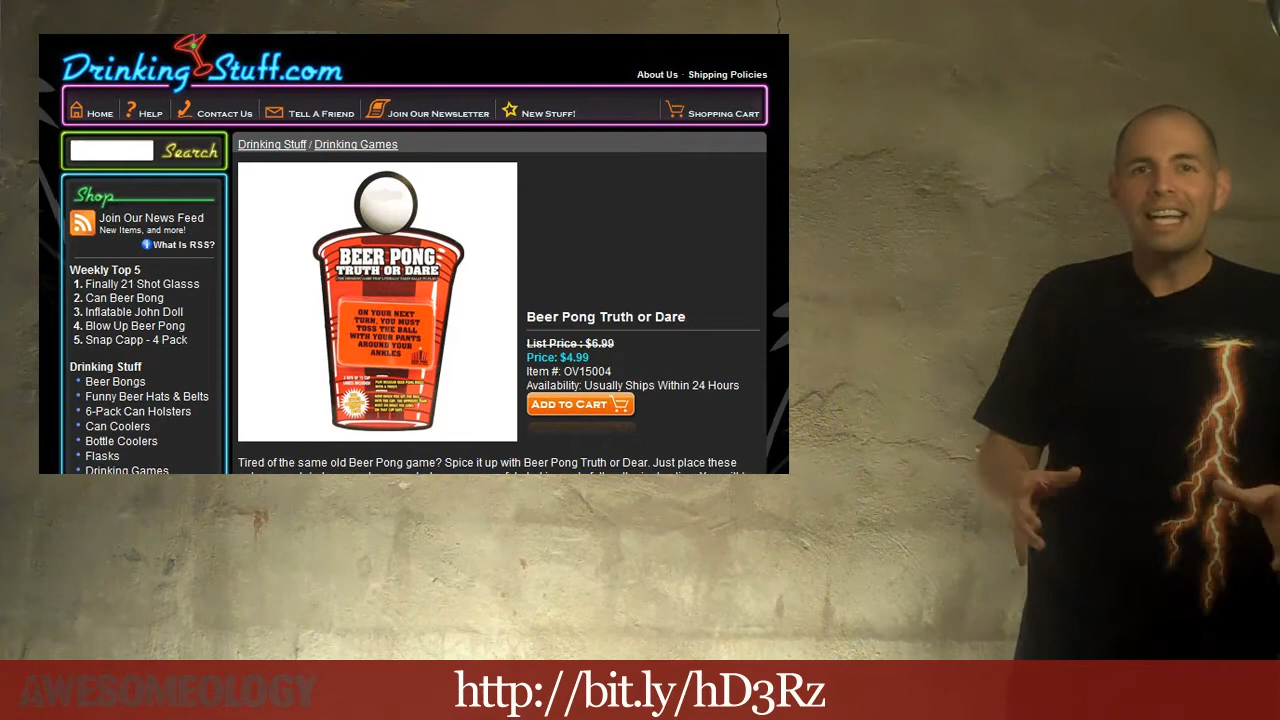 DrinkingStuff.com
About Us - Shipping Policies
Home
Help
Contact Us
Tell A Friend
Join Our Newsletter
New Stuff!
Shopping Cart
Search
Drinking Stuff / Drinking Games
Shop
Join Our News Feed
New Items, and more!
What Is RSS?
Weekly Top 5
1. Finally 21 Shot Glasss
2. Can Beer Bong
3. Inflatable John Doll
4. Blow Up Beer Pong
5. Snap Capp - 4 Pack
Drinking Stuff
Beer Bongs
Funny Beer Hats & Belts
6-Pack Can Holsters
Can Coolers
Bottle Coolers
Flasks
Drinking Games
BEER PONG
TRUTH OR DARE
ON YOUR NEXT
TURN, YOU MUST
TOSS THE BALL
WITH YOUR PANTS
AROUND YOUR
ANKLES
Beer Pong Truth or Dare
List Price : $6.99
Price: $4.99
Item #: OV15004
Availability: Usually Ships Within 24 Hours
Add to Cart
Tired of the same old Beer Pong game? Spice it up with Beer Pong Truth or Dear. Just place these
AWESOMEOLOGY
http://bit.ly/hD3Rz